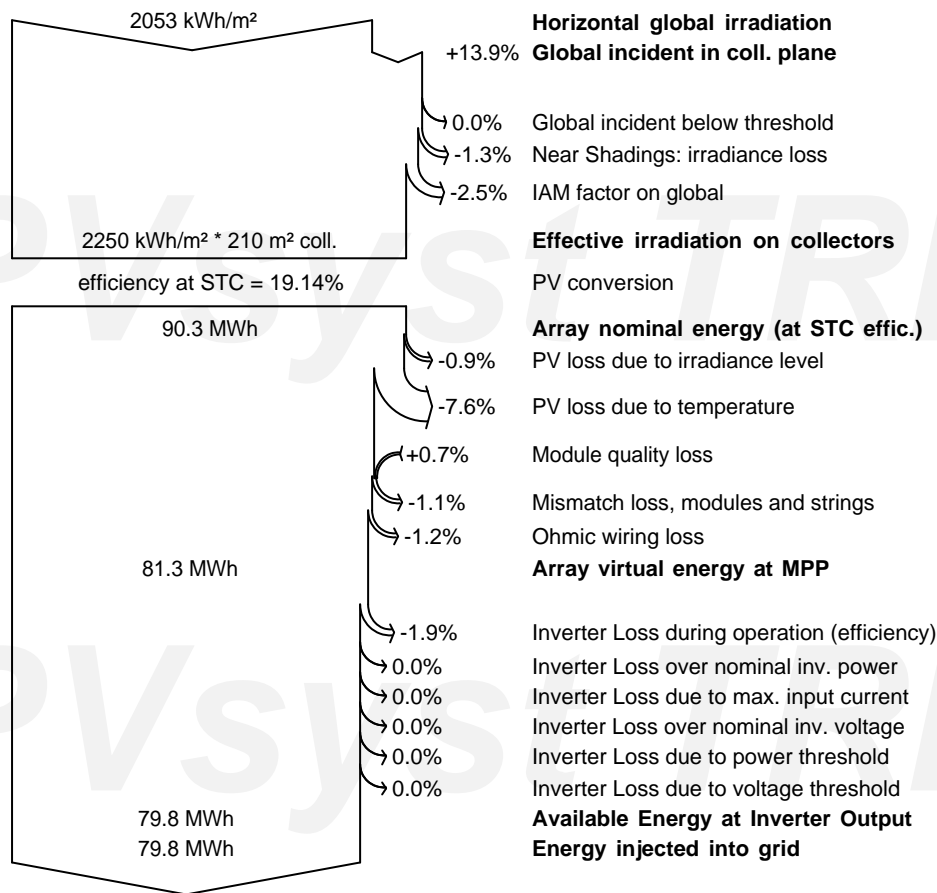 2053 kWh/m² Horizontal global irradiation
+13.9% Global incident in coll. plane
0.0% Global incident below threshold
-1.3% Near Shadings: irradiance loss
-2.5% IAM factor on global
2250 kWh/m² * 210 m² coll. Effective irradiation on collectors
efficiency at STC = 19.14% PV conversion
90.3 MWh Array nominal energy (at STC effic.)
-0.9% PV loss due to irradiance level
-7.6% PV loss due to temperature
+0.7% Module quality loss
-1.1% Mismatch loss, modules and strings
-1.2% Ohmic wiring loss
81.3 MWh Array virtual energy at MPP
-1.9% Inverter Loss during operation (efficiency)
0.0% Inverter Loss over nominal inv. power
0.0% Inverter Loss due to max. input current
0.0% Inverter Loss over nominal inv. voltage
0.0% Inverter Loss due to power threshold
0.0% Inverter Loss due to voltage threshold
79.8 MWh Available Energy at Inverter Output
79.8 MWh Energy injected into grid
PVsyst TRI
PVsyst TRI